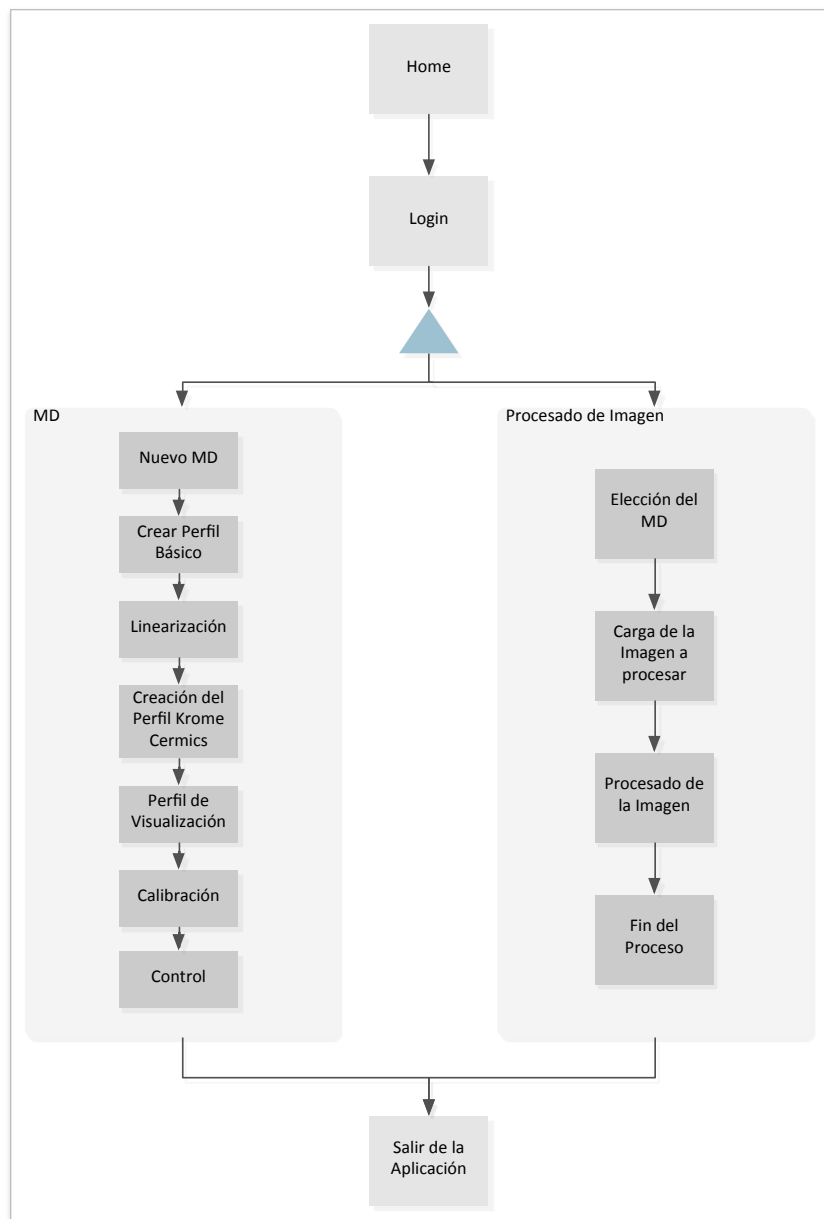 Home
Login
MD
Nuevo MD
Crear Perfil
Básico
Linearización
Creación del
Perfil Krome
Cermics
Perfil de
Visualización
Calibración
Control
Procesado de Imagen
Elección del
MD
Carga de la
Imagen a
procesar
Procesado de
la Imagen
Fin del
Proceso
Salir de la
Aplicación